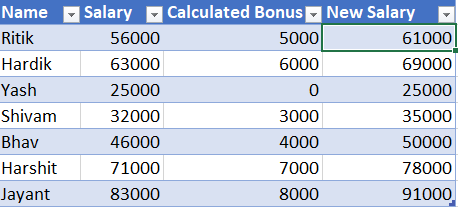 Name Salary Calculated Bonus New Salary
Ritik 56000 5000 61000
Hardik 63000 6000 69000
Yash 25000 0 25000
Shivam 32000 3000 35000
Bhav 46000 4000 50000
Harshit 71000 7000 78000
Jayant 83000 8000 91000